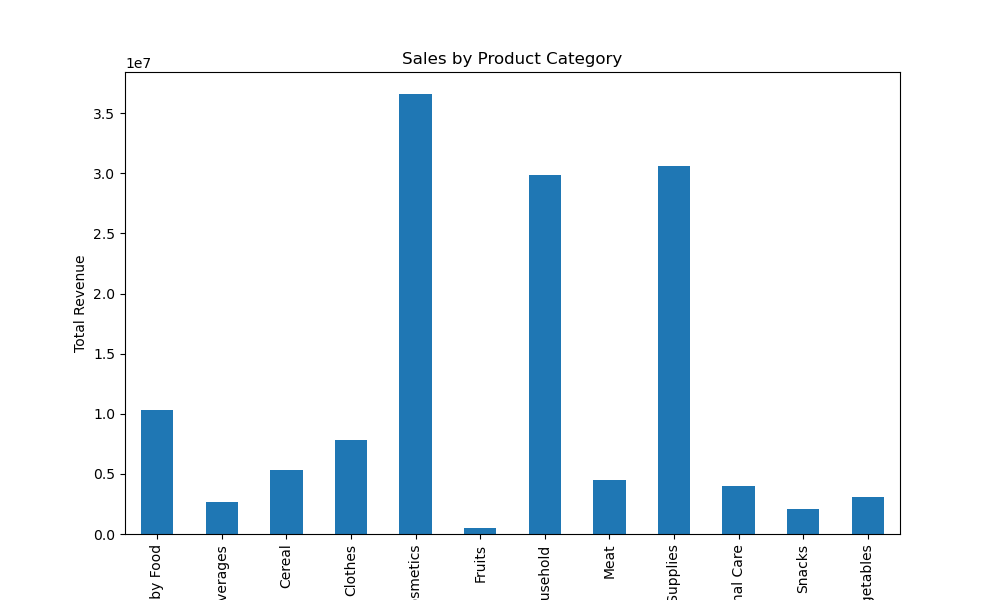 Sales by Product Category
1e7
3.5
3.0
2.5
2.0
1.5
1.0
0.5
0.0
Total Revenue
by Food
verages
Cereal
Clothes
smetics
Fruits
usehold
Meat
Supplies
nal Care
Snacks
getables